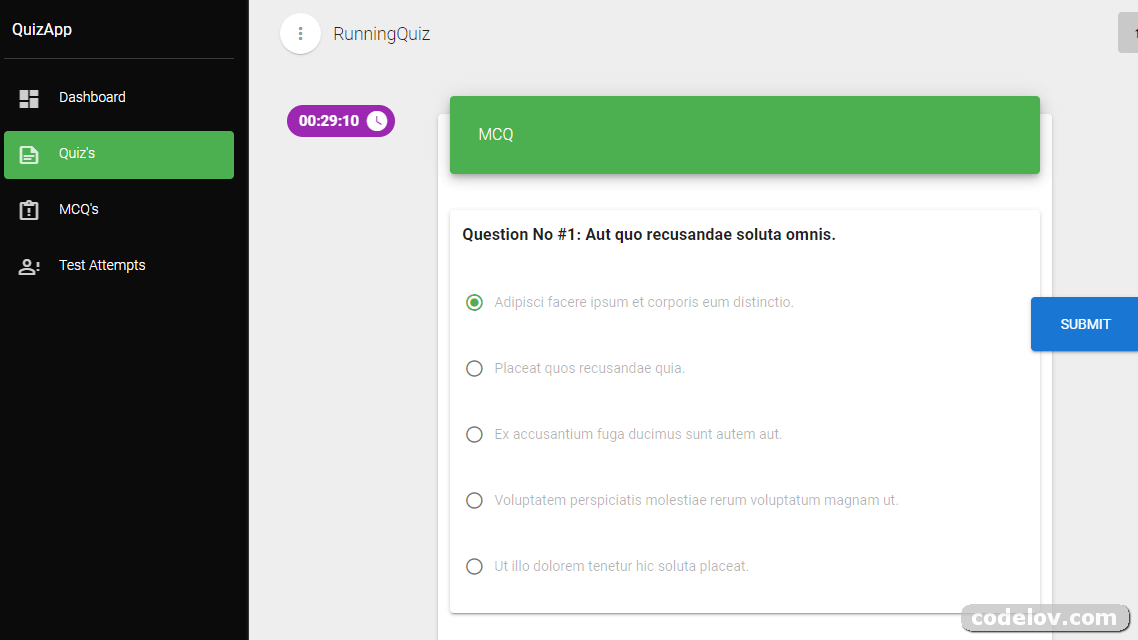 QuizApp
Dashboard
Quiz's
MCQ's
Test Attempts
RunningQuiz
00:29:10
MCQ
Question No #1: Aut quo recusandae soluta omnis.
Adipisci facere ipsum et corporis eum distinctio.
Placeat quos recusandae quia.
Ex accusantium fuga ducimus sunt autem aut.
Voluptatem perspiciatis molestiae rerum voluptatum magnam ut.
Ut illo dolorem tenetur hic soluta placeat.
SUBMIT
codelov.com